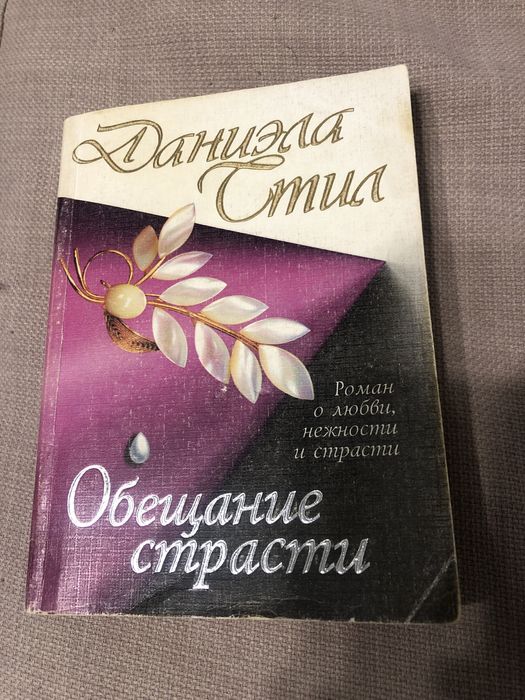 Даниэла
Стил
Роман
о любви,
нежности
и страсти
Обещание
страсти